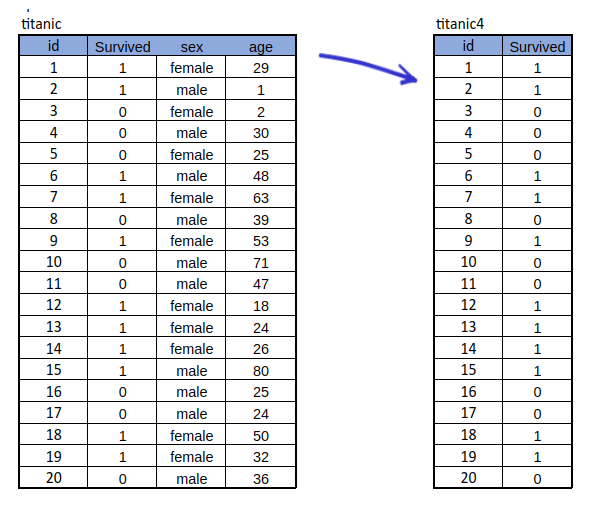 titanic
id Survived sex age
1 1 female 29
2 1 male 1
3 0 female 2
4 0 male 30
5 0 female 25
6 1 male 48
7 1 female 63
8 0 male 39
9 1 female 53
10 0 male 71
11 0 male 47
12 1 female 18
13 1 female 24
14 1 female 26
15 1 male 80
16 0 male 25
17 0 male 24
18 1 female 50
19 1 female 32
20 0 male 36
titanic4
id Survived
1 1
2 1
3 0
4 0
5 0
6 1
7 1
8 0
9 1
10 0
11 0
12 1
13 1
14 1
15 1
16 0
17 0
18 1
19 1
20 0